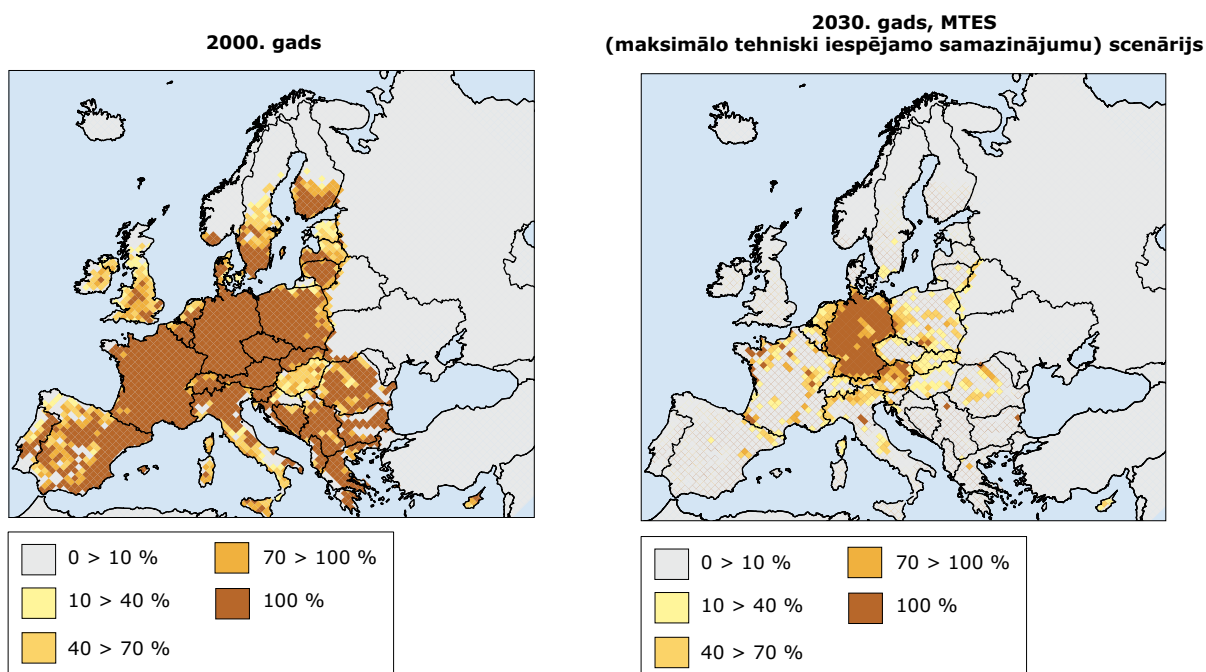 2000. gads
0 > 10 %
10 > 40 %
40 > 70 %
70 > 100 %
100 %
2030. gads, MTES
(maksimālo tehniski iespējamo samazinājumu) scenārijs
0 > 10 %
10 > 40 %
40 > 70 %
70 > 100 %
100 %